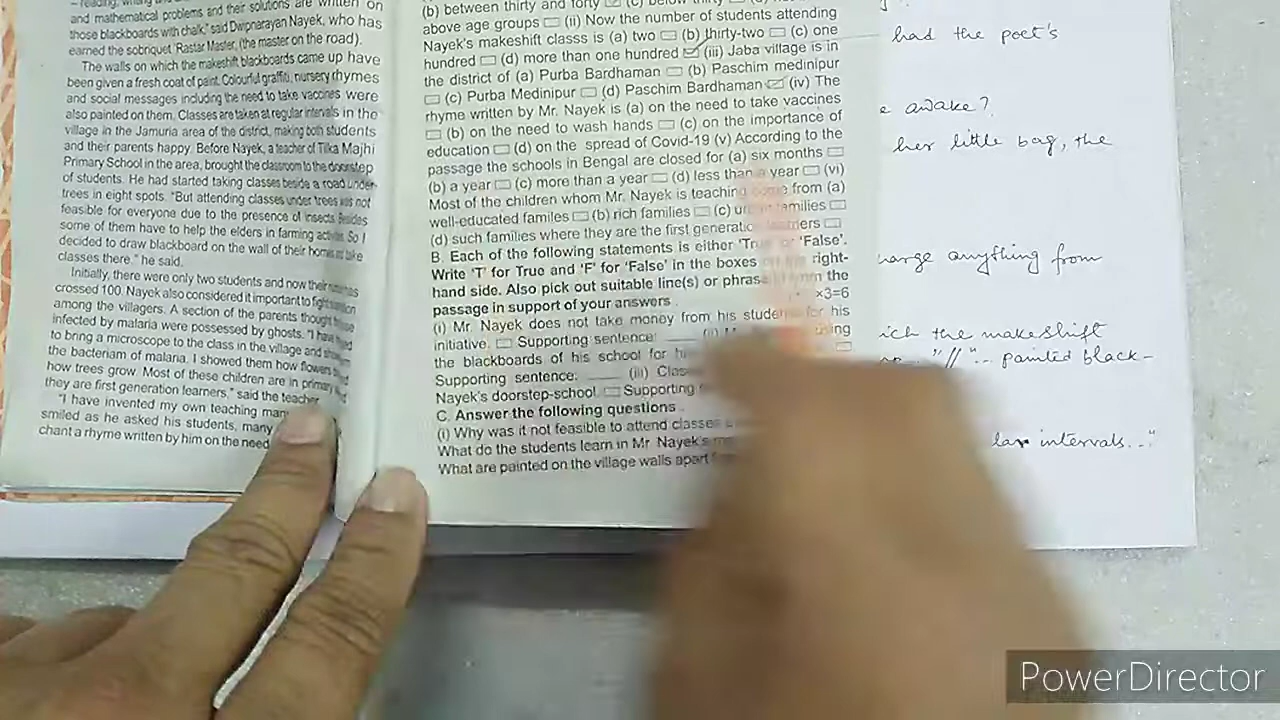 and mathematical problems and their solutions are written on
those blackboards with chalk," said Dwipnarayan Nayek, who has
earned the sobriquet 'Rastar Master, (the master on the road).
The walls on which the makeshift blackboards came up have
been given a fresh coat of paint. Colourful graffiti, nursery rhymes
and social messages including the need to take vaccines were
also painted on them. Classes are taken at regular intervals in the
village in the Jamuria area of the district, making both students
and their parents happy. Before Nayek, a teacher of Tilka Majhi
Primary School in the area, brought the classroom to the doorstep
of students. He had started taking classes beside a road under
trees in eight spots. "But attending classes under trees was not
feasible for everyone due to the presence of insects. Besides
some of them have to help the elders in farming So I
decided to draw blackboard on the wall of their homes take
classes there." he said.
Initially, there were only two students and now their
crossed 100. Nayek also considered it important to fight
among the villagers. A section of the parents thought
infected by malaria were possessed by ghosts. "I have
to bring a microscope to the class in the village and
the bacterium of malaria. I showed them how flowers
how trees grow. Most of these children are in primary
they are first generation learners," said the teacher.
"I have invented my own teaching
smiled as he asked his students, many
chant a rhyme written by him on the need
(b) between thirty and forty (c) below thirty
above age groups (ii) Now the number of students attending
Nayek's makeshift classs is (a) two (b) thirty-two (c) one
hundred (d) more than one hundred (iii) Jaba village is in
the district of (a) Purba Bardhaman (b) Paschim medinipur
(c) Purba Medinipur (d) Paschim Bardhaman (iv) The
rhyme written by Mr. Nayek is (a) on the need to take vaccines
(b) on the need to wash hands (c) on the importance of
education (d) on the spread of Covid-19 (v) According to the
passage the schools in Bengal are closed for (a) six months
(b) a year (c) more than a year (d) less than a year (vi)
Most of the children whom Mr. Nayek is teaching come from (a)
well-educated familes (b) rich families (c) families
(d) such families where they are the first generation learners
B. Each of the following statements is either 'True' or 'False'.
Write 'T' for True and 'F' for 'False' in the boxes on the right-
hand side. Also pick out suitable line(s) or phrase from the
passage in support of your answers . ×3=6
(i) Mr. Nayek does not take money from his students for his
initiative. Supporting sentence: ____ (ii) using
the blackboards of his school for
Supporting sentence: ____ (iii)
Nayek's doorstep-school. Supporting
C. Answer the following questions .
(i) Why was it not feasible to attend classes
What do the students learn in Mr Nayek's
What are painted on the village walls apart
had the poet's
awake?
her little bag, the
anything from
the makeshift
"//".. painted black-
intervals.."
PowerDirector